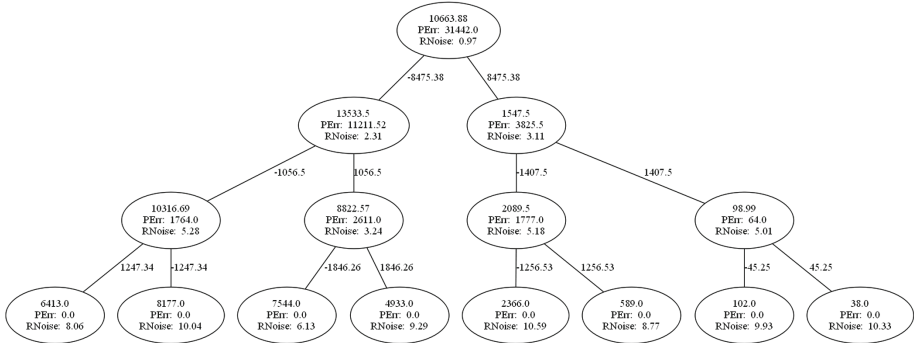 10663.88
PErr: 31442.0
RNoise: 0.97
-8475.38
8475.38
13533.5
PErr: 11211.52
RNoise: 2.31
1547.5
PErr: 3825.5
RNoise: 3.11
-1056.5
1056.5
-1407.5
1407.5
10316.69
PErr: 1764.0
RNoise: 5.28
8822.57
PErr: 2611.0
RNoise: 3.24
2089.5
PErr: 1777.0
RNoise: 5.18
98.99
PErr: 64.0
RNoise: 5.01
1247.34
-1247.34
-1846.26
1846.26
-1256.53
1256.53
-45.25
45.25
6413.0
PErr: 0.0
RNoise: 8.06
8177.0
PErr: 0.0
RNoise: 10.04
7544.0
PErr: 0.0
RNoise: 6.13
4933.0
PErr: 0.0
RNoise: 9.29
2366.0
PErr: 0.0
RNoise: 10.59
589.0
PErr: 0.0
RNoise: 8.77
102.0
PErr: 0.0
RNoise: 9.93
38.0
PErr: 0.0
RNoise: 10.33